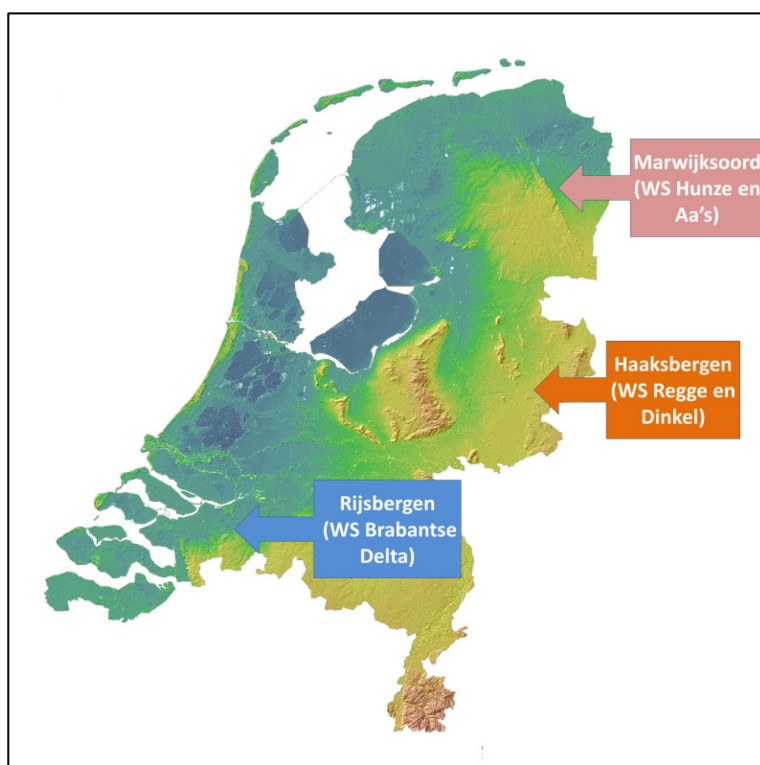 Marwijksoord
(WS Hunze en
Aa's)
Haaksbergen
(WS Regge en
Dinkel)
Rijsbergen
(WS Brabantse
Delta)